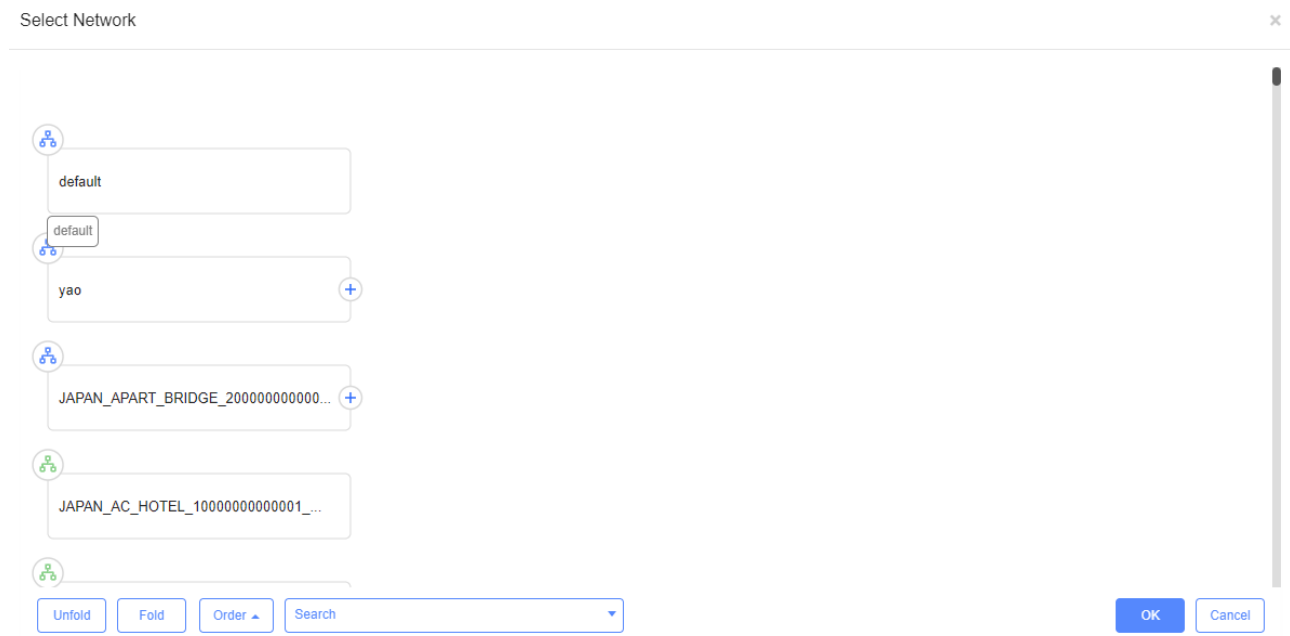 Select Network
default
default
yao
JAPAN_APART_BRIDGE_200000000000...
JAPAN_AC_HOTEL_10000000000001_...
Unfold
Fold
Order
Search
OK
Cancel